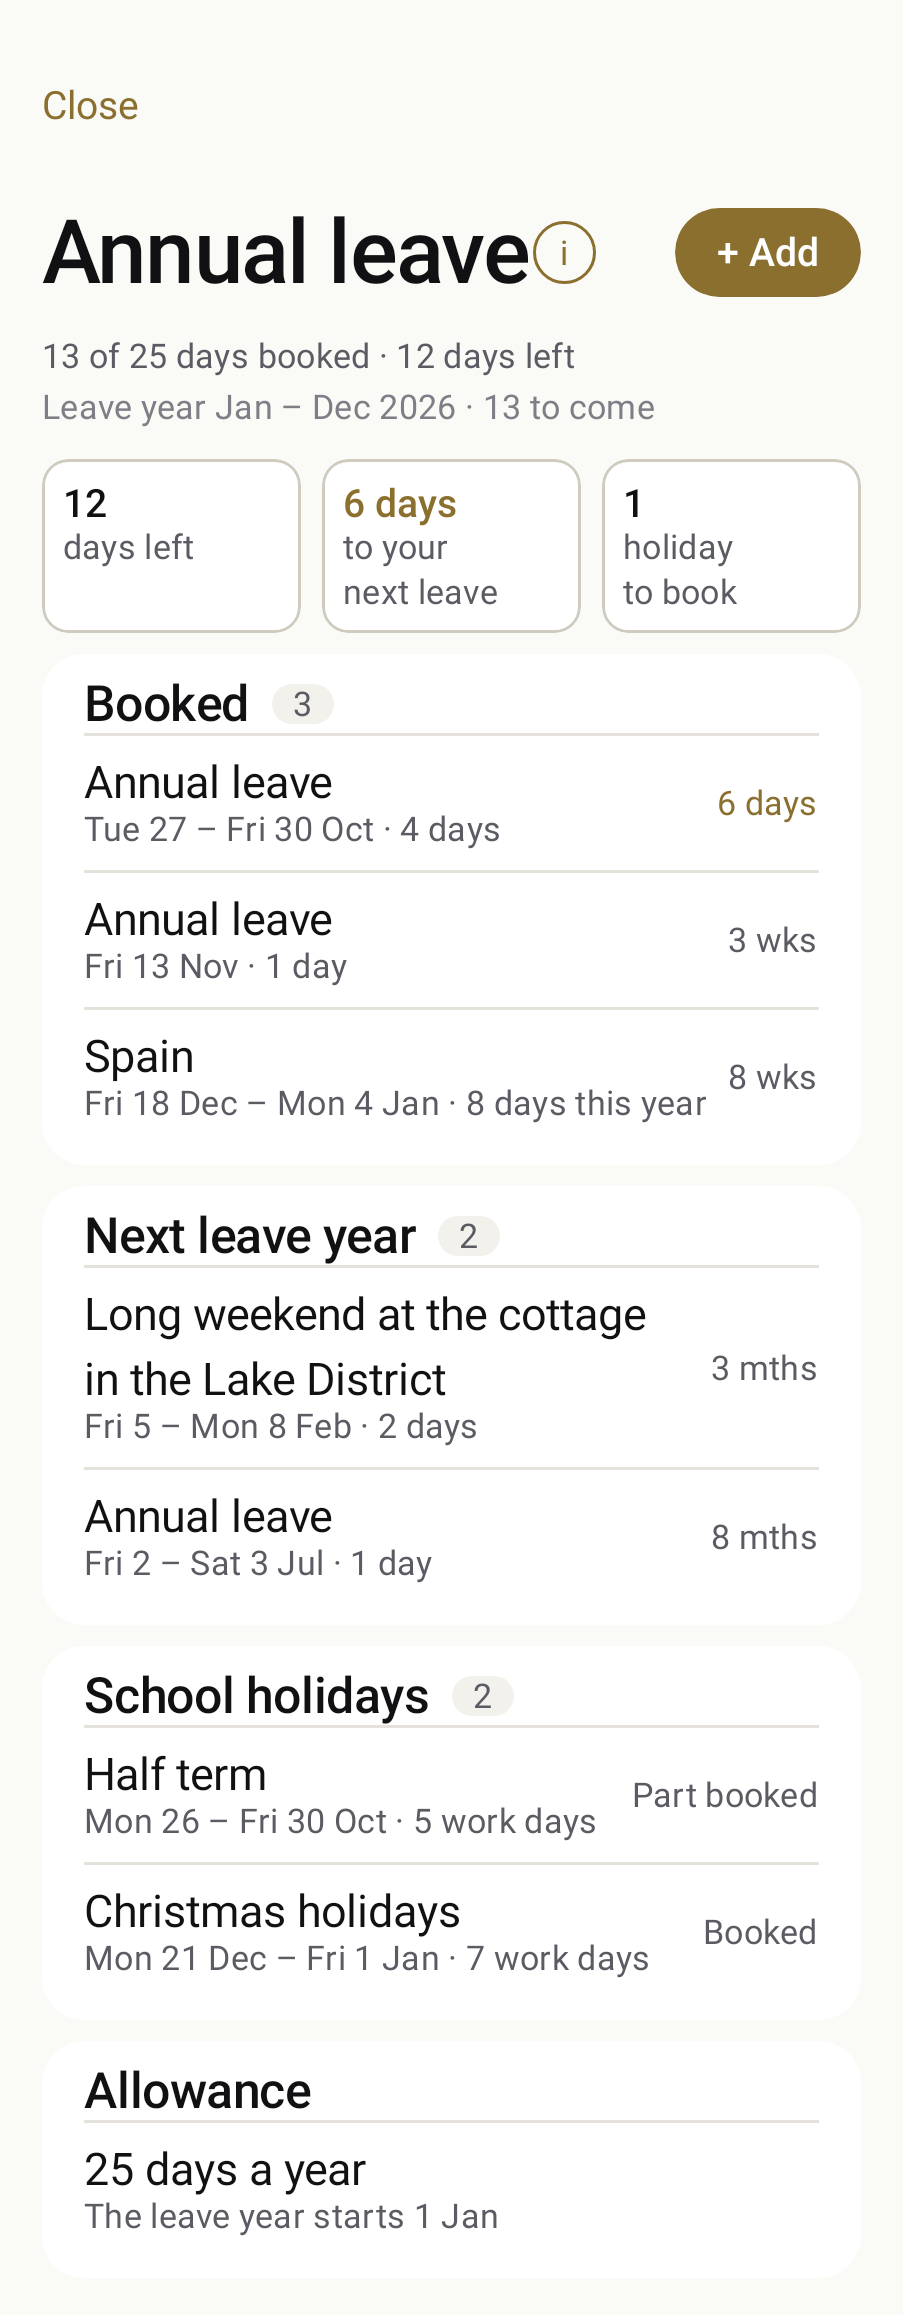 Close
Annual leave i + Add
13 of 25 days booked · 12 days left
Leave year Jan – Dec 2026 · 13 to come
12
days left
6 days
to your
next leave
1
holiday
to book
Booked 3
Annual leave
Tue 27 – Fri 30 Oct · 4 days
6 days
Annual leave
Fri 13 Nov · 1 day
3 wks
Spain
Fri 18 Dec – Mon 4 Jan · 8 days this year
8 wks
Next leave year 2
Long weekend at the cottage
in the Lake District
Fri 5 – Mon 8 Feb · 2 days
3 mths
Annual leave
Fri 2 – Sat 3 Jul · 1 day
8 mths
School holidays 2
Half term
Mon 26 – Fri 30 Oct · 5 work days
Part booked
Christmas holidays
Mon 21 Dec – Fri 1 Jan · 7 work days
Booked
Allowance
25 days a year
The leave year starts 1 Jan